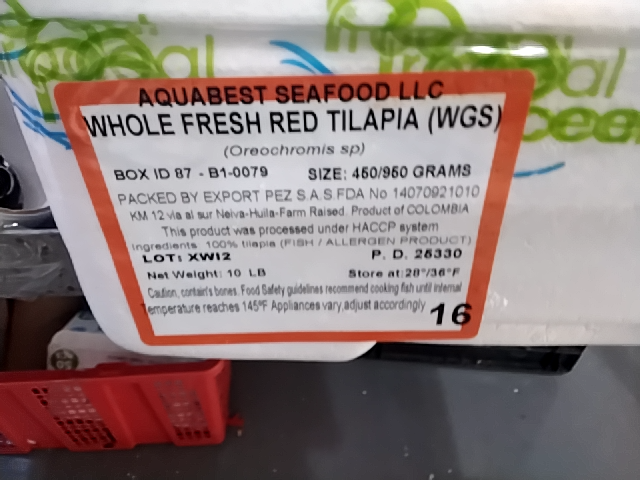 AQUABEST SEAFOOD LLC
WHOLE FRESH RED TILAPIA (WGS)
(Oreochromis sp)
BOX ID 87 - B1-0079 SIZE: 450/950 GRAMS
PACKED BY EXPORT PEZ S.A.S.FDA No 14070921010
KM 12 via al sur Neiva-Huila-Farm Raised. Product of COLOMBIA
This product was processed under HACCP system
Ingredients: 100% tilapia (FISH / ALLERGEN PRODUCT)
LOT: XWI2 P. D. 25330
Net Weight: 10 LB Store at:28°/36°F
Caution, contain's bones. Food Safety guidelines recommend cooking fish until internal
Temperature reaches 145°F Appliances vary,adjust accordingly 16